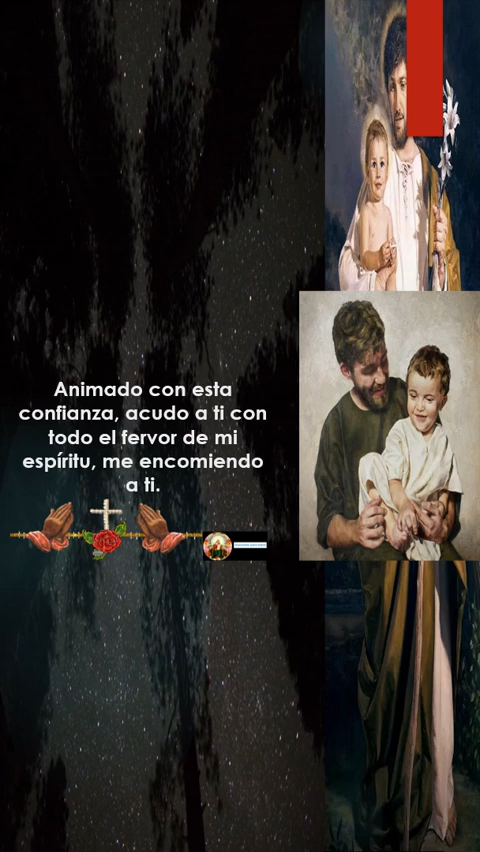 Animado con esta
confianza, acudo a ti con
todo el fervor de mi
espíritu, me encomiendo
a ti.